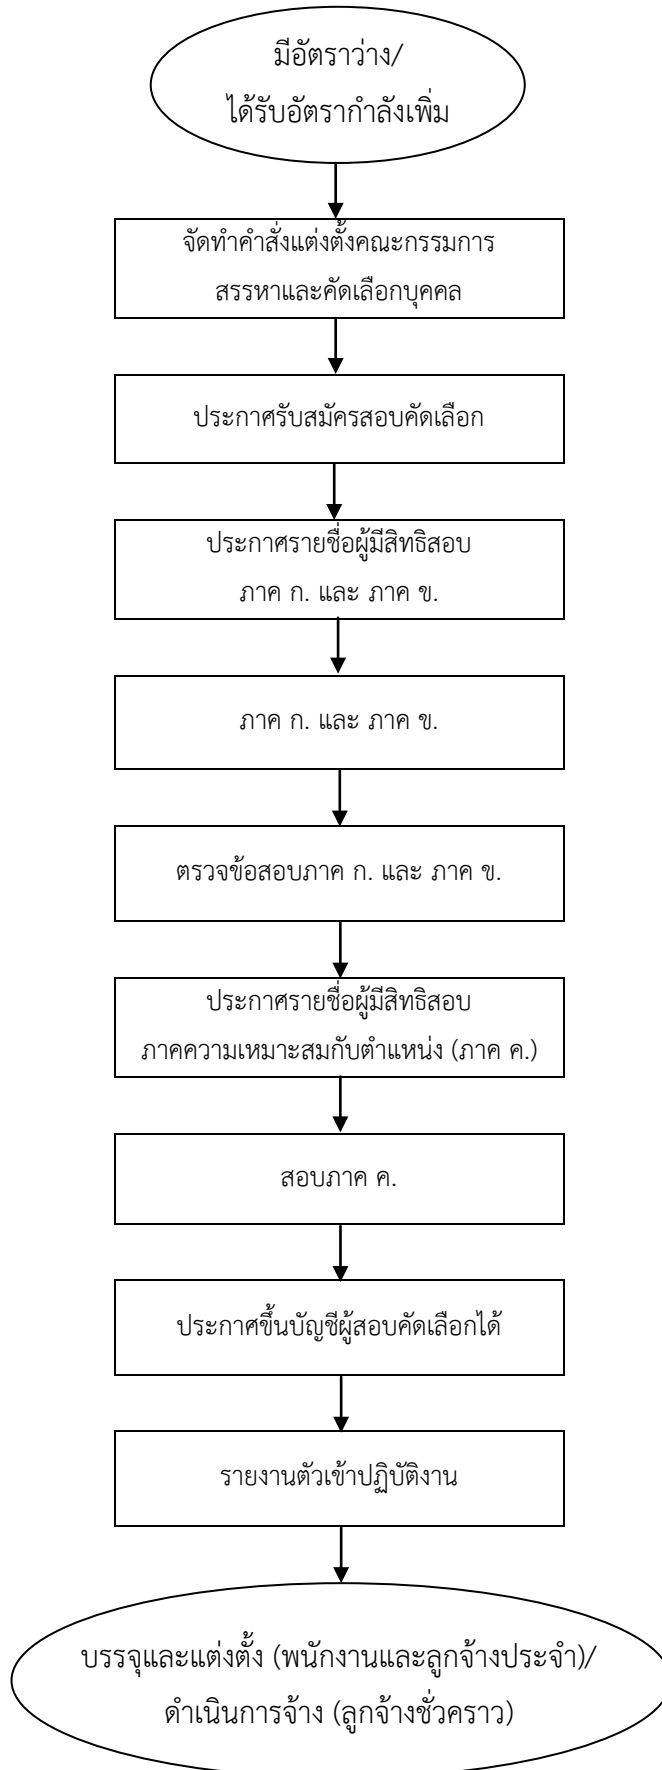 มีอัตราว่าง/
ได้รับอัตรากำลังเพิ่ม
จัดทำคำสั่งแต่งตั้งคณะกรรมการ
สรรหาและคัดเลือกบุคคล
ประกาศรับสมัครสอบคัดเลือก
ประกาศรายชื่อผู้มีสิทธิสอบ
ภาค ก. และ ภาค ข.
ภาค ก. และ ภาค ข.
ตรวจข้อสอบภาค ก. และ ภาค ข.
ประกาศรายชื่อผู้มีสิทธิสอบ
ภาคความเหมาะสมกับตำแหน่ง (ภาค ค.)
สอบภาค ค.
ประกาศขึ้นบัญชีผู้สอบคัดเลือกได้
รายงานตัวเข้าปฏิบัติงาน
บรรจุและแต่งตั้ง (พนักงานและลูกจ้างประจำ)/
ดำเนินการจ้าง (ลูกจ้างชั่วคราว)